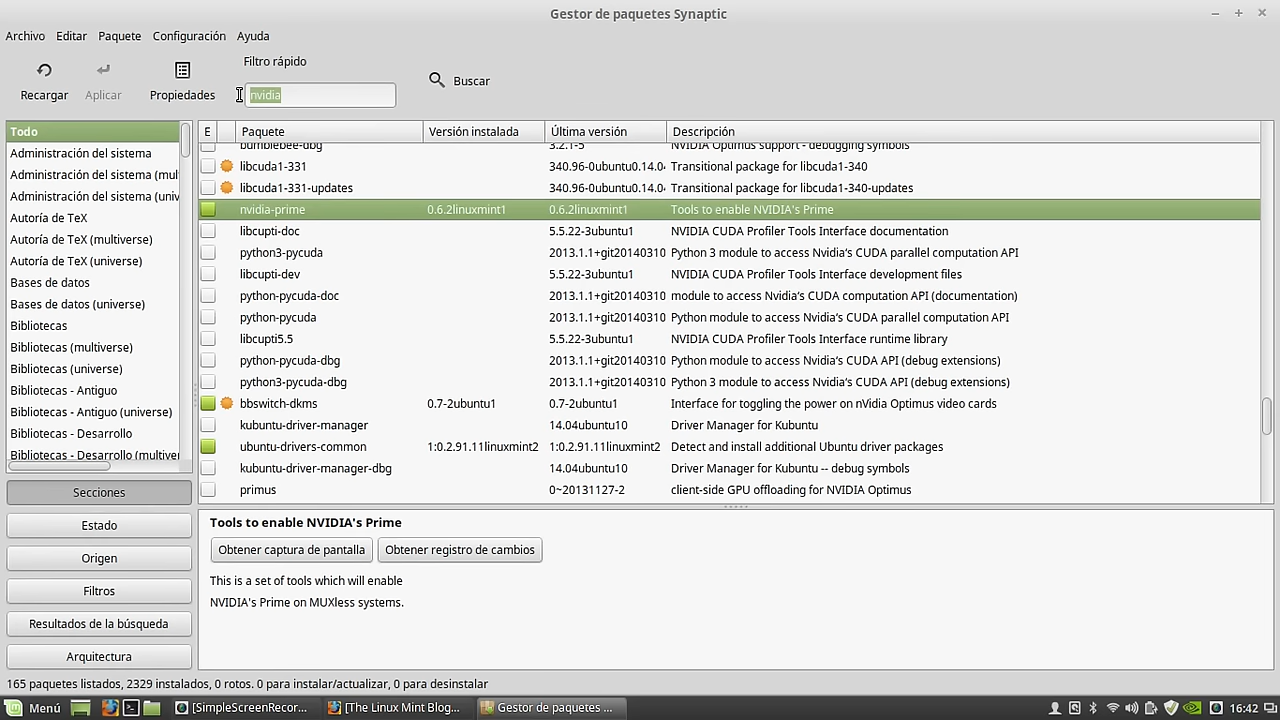 Gestor de paquetes Synaptic
Archivo Editar Paquete Configuración Ayuda
Filtro rápido
Recargar Aplicar Propiedades nvidia Buscar
E Paquete Versión instalada Última versión Descripción
Todo
Administración del sistema
Administración del sistema (mul
Administración del sistema (univ
Autoría de TeX
Autoría de TeX (multiverse)
Autoría de TeX (universe)
Bases de datos
Bases de datos (universe)
Bibliotecas
Bibliotecas (multiverse)
Bibliotecas (universe)
Bibliotecas - Antiguo
Bibliotecas - Antiguo (universe)
Bibliotecas - Desarrollo
Bibliotecas - Desarrollo (multive
Secciones
Estado
Origen
Filtros
Resultados de la búsqueda
Arquitectura
bumblebee-dbg 3.2.1-5 NVIDIA Optimus support - debugging symbols
libcuda1-331 340.96-0ubuntu0.14.0 Transitional package for libcuda1-340
libcuda1-331-updates 340.96-0ubuntu0.14.0 Transitional package for libcuda1-340-updates
nvidia-prime 0.6.2linuxmint1 0.6.2linuxmint1 Tools to enable NVIDIA's Prime
libcupti-doc 5.5.22-3ubuntu1 NVIDIA CUDA Profiler Tools Interface documentation
python3-pycuda 2013.1.1+git20140310 Python 3 module to access Nvidia's CUDA parallel computation API
libcupti-dev 5.5.22-3ubuntu1 NVIDIA CUDA Profiler Tools Interface development files
python-pycuda-doc 2013.1.1+git20140310 module to access Nvidia's CUDA computation API (documentation)
python-pycuda 2013.1.1+git20140310 Python module to access Nvidia's CUDA parallel computation API
libcupti5.5 5.5.22-3ubuntu1 NVIDIA CUDA Profiler Tools Interface runtime library
python-pycuda-dbg 2013.1.1+git20140310 Python module to access Nvidia's CUDA API (debug extensions)
python3-pycuda-dbg 2013.1.1+git20140310 Python 3 module to access Nvidia's CUDA API (debug extensions)
bbswitch-dkms 0.7-2ubuntu1 0.7-2ubuntu1 Interface for toggling the power on nVidia Optimus video cards
kubuntu-driver-manager 14.04ubuntu10 Driver Manager for Kubuntu
ubuntu-drivers-common 1:0.2.91.11linuxmint2 1:0.2.91.11linuxmint2 Detect and install additional Ubuntu driver packages
kubuntu-driver-manager-dbg 14.04ubuntu10 Driver Manager for Kubuntu -- debug symbols
primus 0~20131127-2 client-side GPU offloading for NVIDIA Optimus
Tools to enable NVIDIA's Prime
Obtener captura de pantalla Obtener registro de cambios
This is a set of tools which will enable
NVIDIA's Prime on MUXless systems.
165 paquetes listados, 2329 instalados, 0 rotos. 0 para instalar/actualizar, 0 para desinstalar
Menú [SimpleScreenRecor... [The Linux Mint Blog... Gestor de paquetes ... 16:42